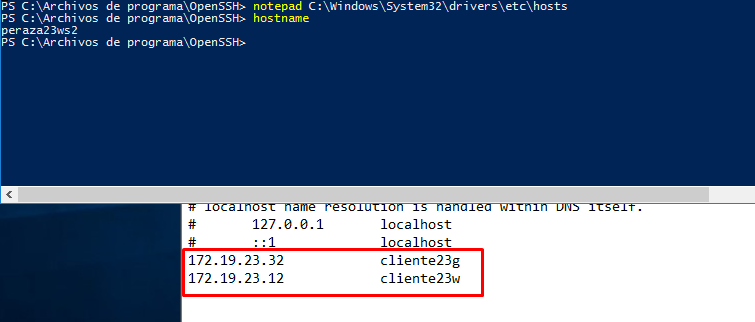 PS C:\Archivos de programa\OpenSSH> notepad C:\Windows\System32\drivers\etc\hosts
PS C:\Archivos de programa\OpenSSH> hostname
peraza23ws2
PS C:\Archivos de programa\OpenSSH>
# localhost name resolution is handled within DNS itself.
#       127.0.0.1       localhost
#       ::1             localhost
172.19.23.32            cliente23g
172.19.23.12            cliente23w